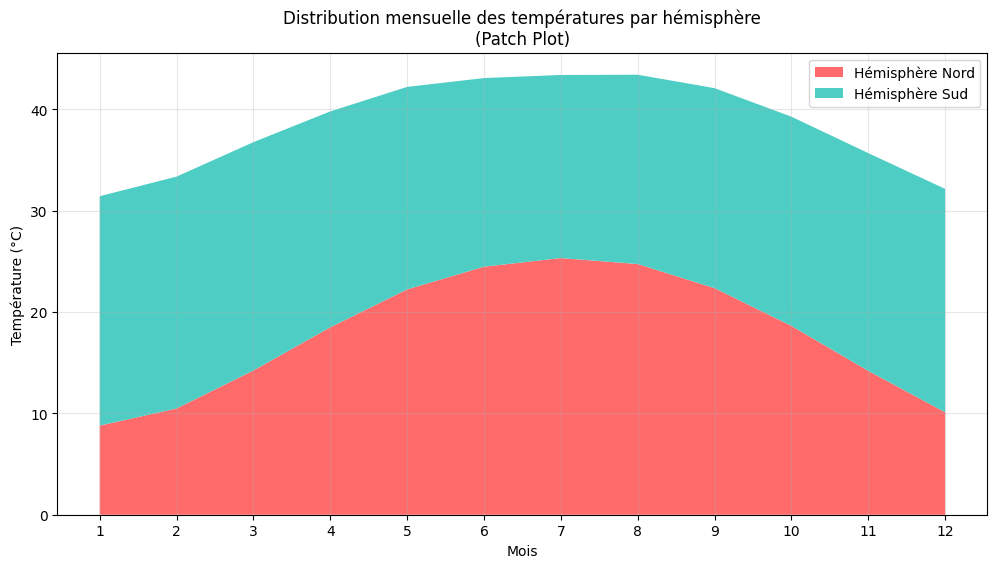 Distribution mensuelle des températures par hémisphère
(Patch Plot)
Hémisphère Nord
Hémisphère Sud
Température (°C)
40
30
20
10
0
1 2 3 4 5 6 7 8 9 10 11 12
Mois